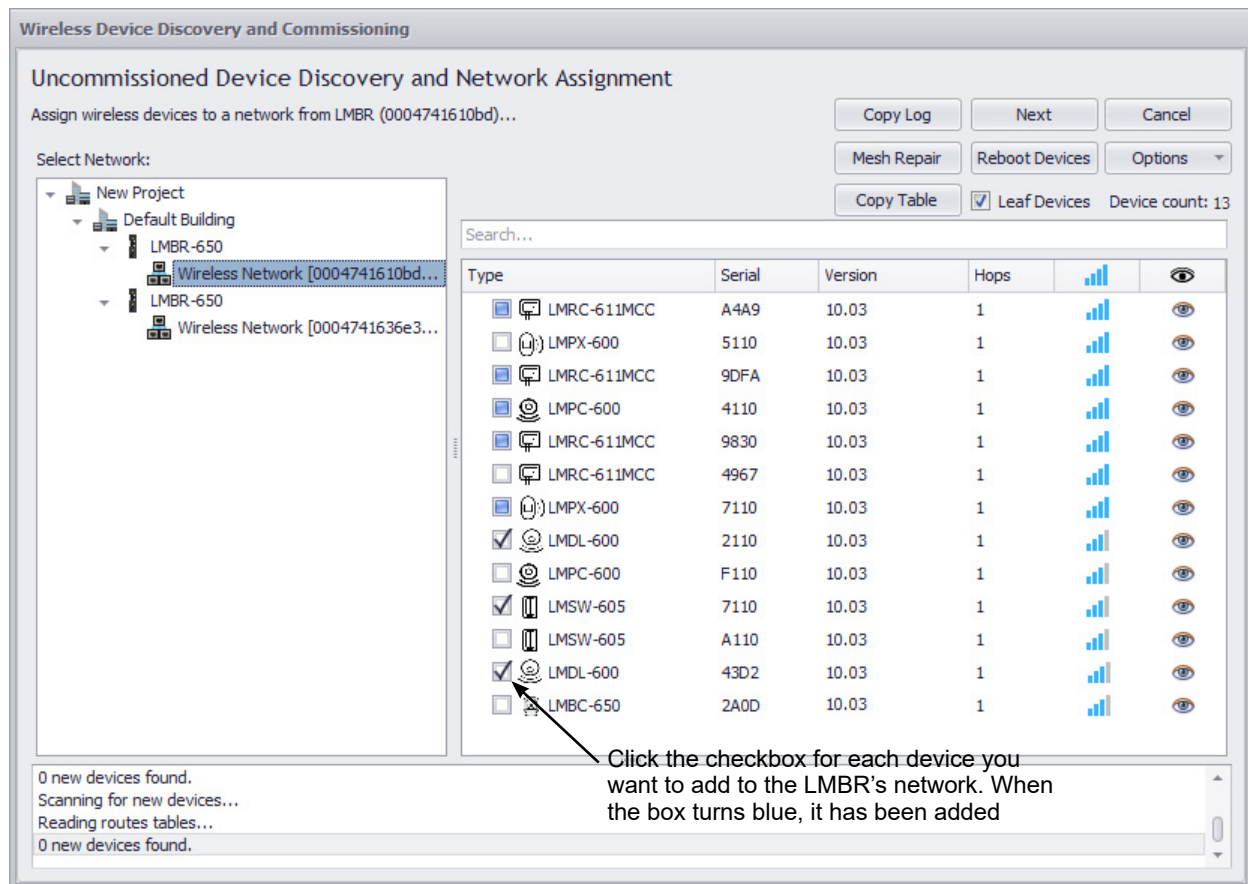 Wireless Device Discovery and Commissioning
Uncommissioned Device Discovery and Network Assignment
Assign wireless devices to a network from LMBR (0004741610bd)...
Copy Log Next Cancel
Select Network:
Mesh Repair Reboot Devices Options
Copy Table Leaf Devices Device count: 13
New Project
Default Building
LMBR-650
Wireless Network [0004741610bd...
LMBR-650
Wireless Network [0004741636e3...
Search...
Type Serial Version Hops
LMRC-611MCC A4A9 10.03 1
LMPX-600 5110 10.03 1
LMRC-611MCC 9DFA 10.03 1
LMPC-600 4110 10.03 1
LMRC-611MCC 9830 10.03 1
LMRC-611MCC 4967 10.03 1
LMPX-600 7110 10.03 1
LMDL-600 2110 10.03 1
LMPC-600 F110 10.03 1
LMSW-605 7110 10.03 1
LMSW-605 A110 10.03 1
LMDL-600 43D2 10.03 1
LMBC-650 2A0D 10.03 1
Click the checkbox for each device you
want to add to the LMBR’s network. When
the box turns blue, it has been added
0 new devices found.
Scanning for new devices...
Reading routes tables...
0 new devices found.